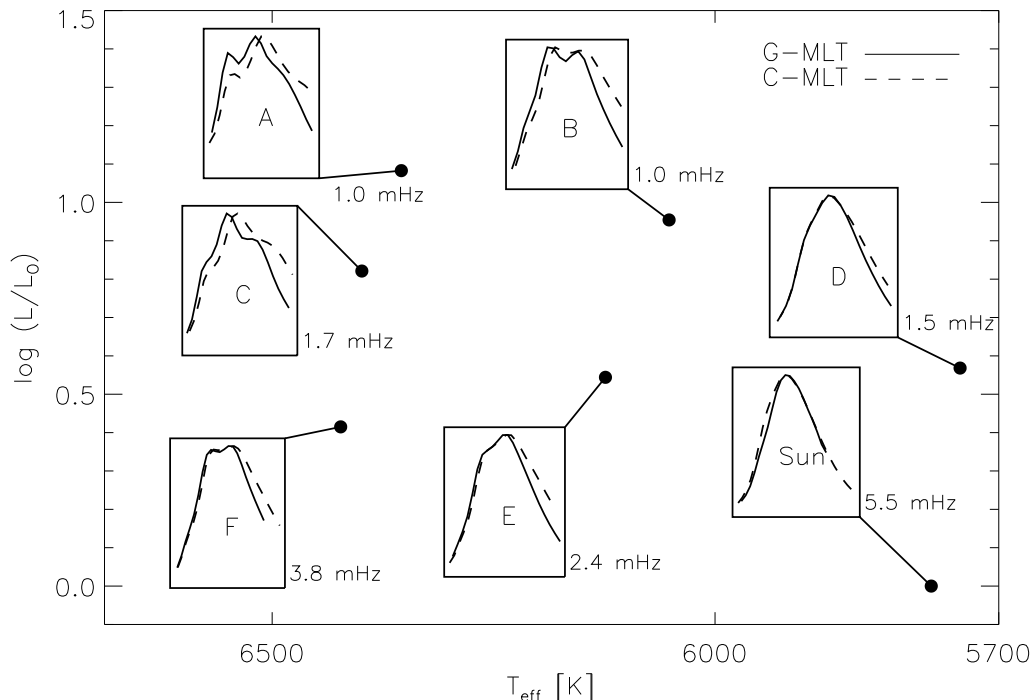 1.5
G-MLT
C-MLT
A
B
1.0 mHz
1.0 mHz
1.0
D
C
1.7 mHz
1.5 mHz
log (L/L₀)
0.5
Sun
F
E
5.5 mHz
3.8 mHz
2.4 mHz
0.0
6500
6000
5700
T_eff [K]